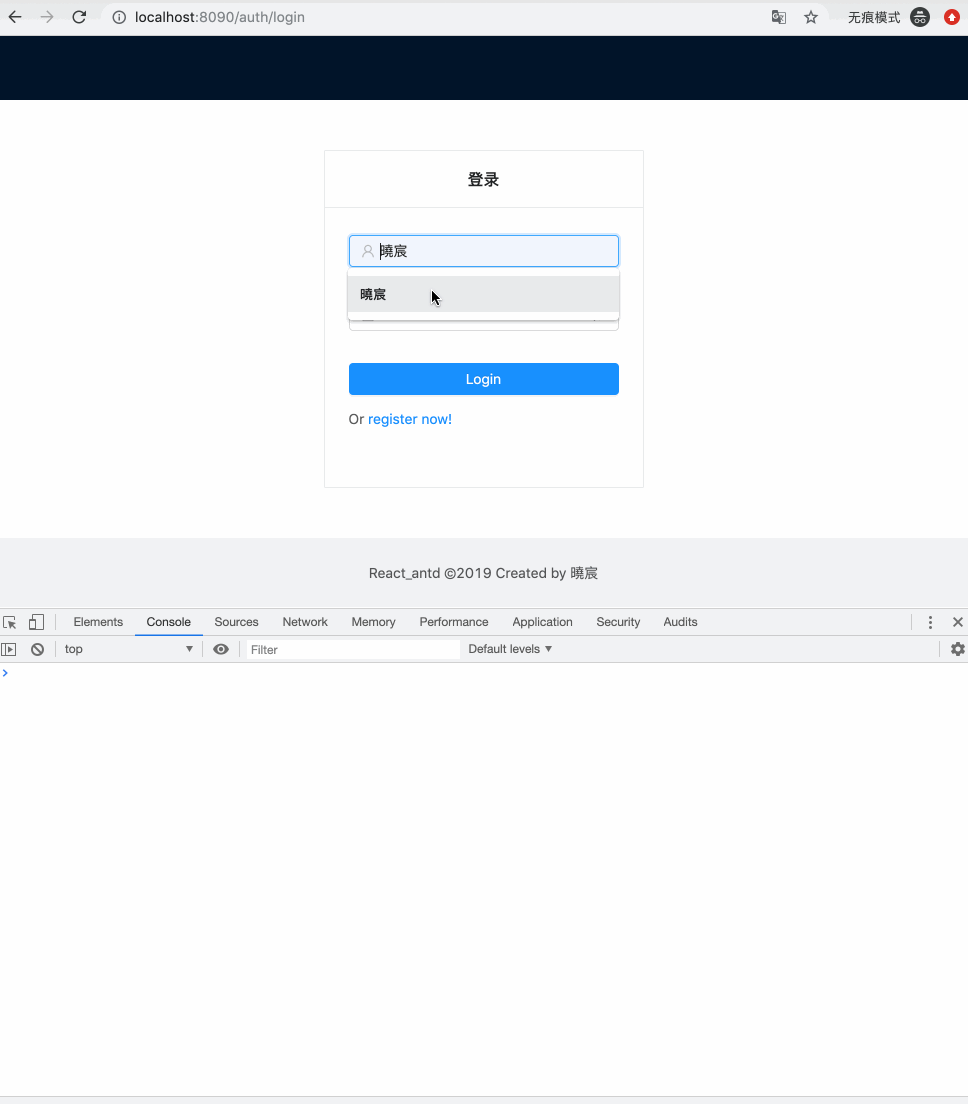 localhost:8090/auth/login 无痕模式
登录
曉宸
曉宸
Login
Or register now!
React_antd ©2019 Created by 曉宸
Elements Console Sources Network Memory Performance Application Security Audits
top Filter Default levels